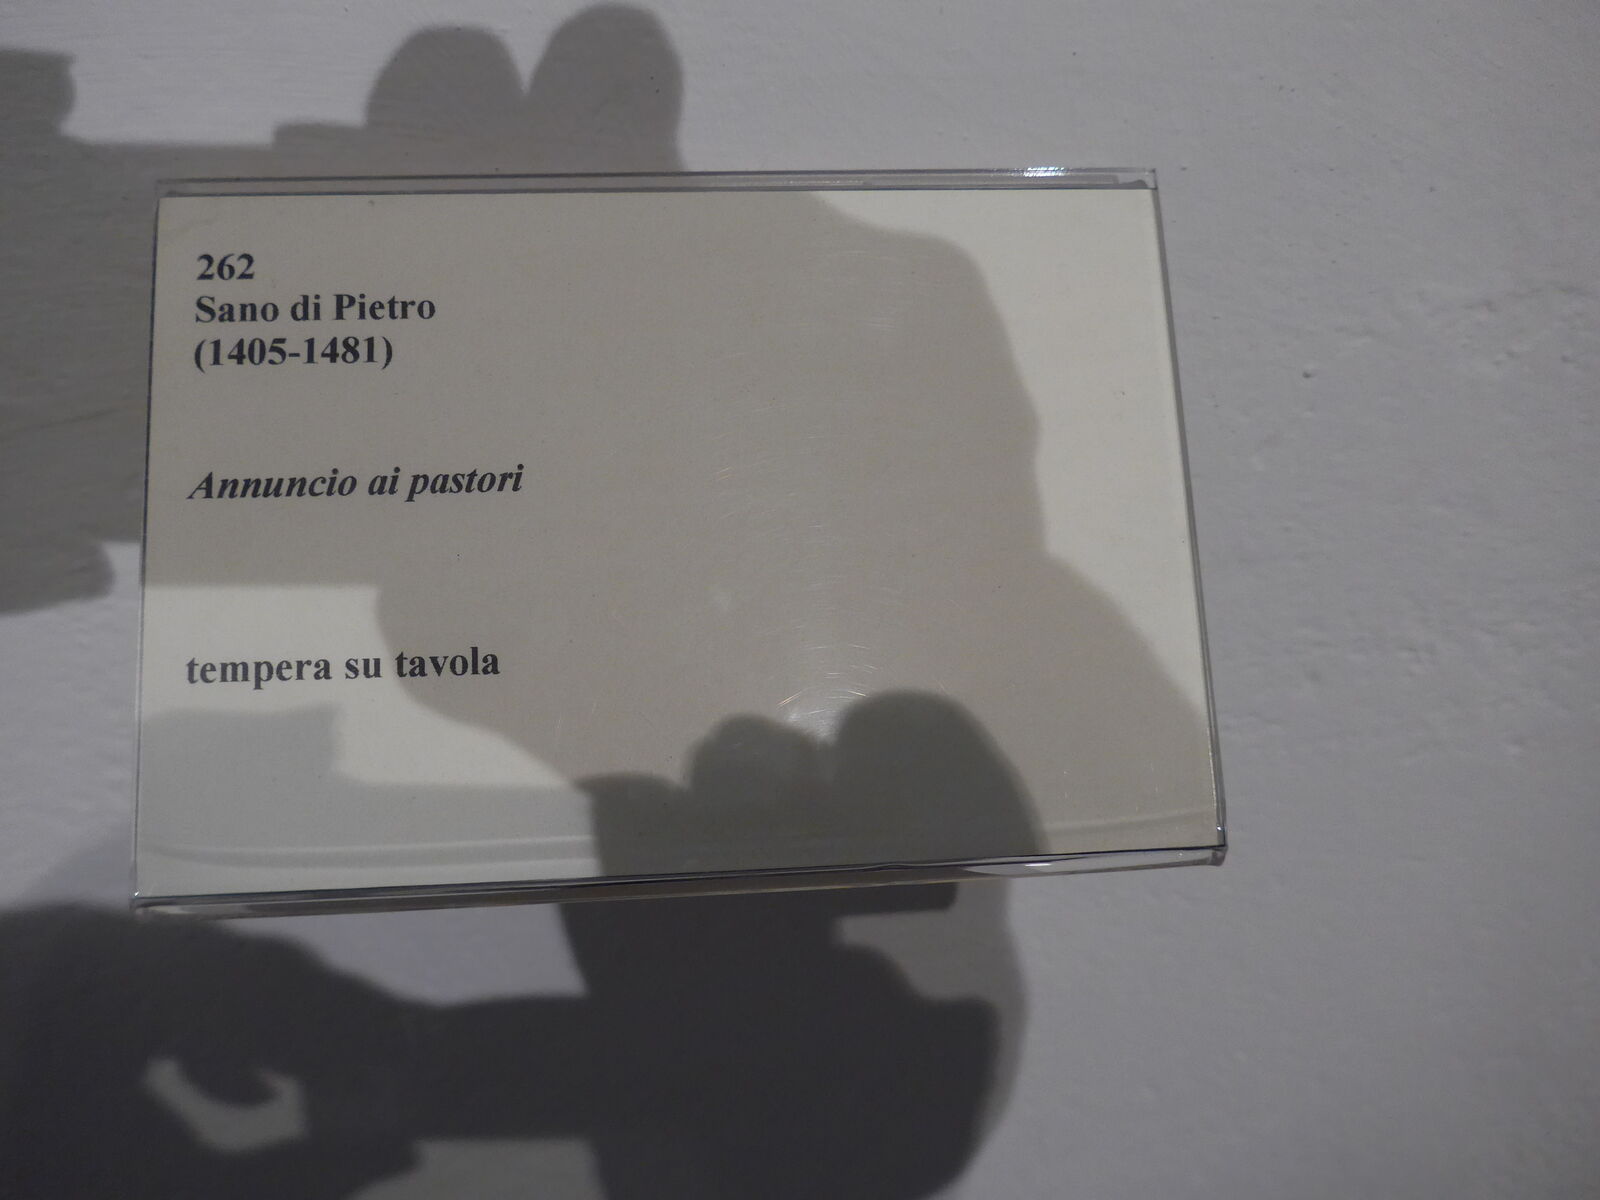 262
Sano di Pietro
(1405-1481)
Annuncio ai pastori
tempera su tavola